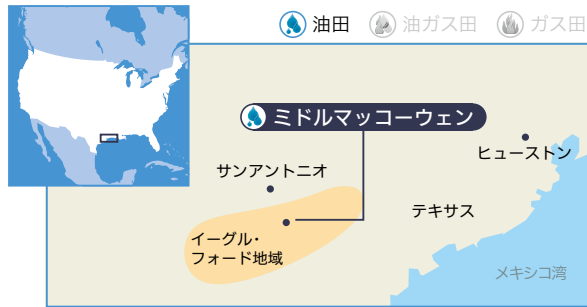 油田 油ガス田 ガス田
ミドルマッコーウェン
ヒューストン
サンアントニオ
テキサス
イーグル・
フォード地域
メキシコ湾